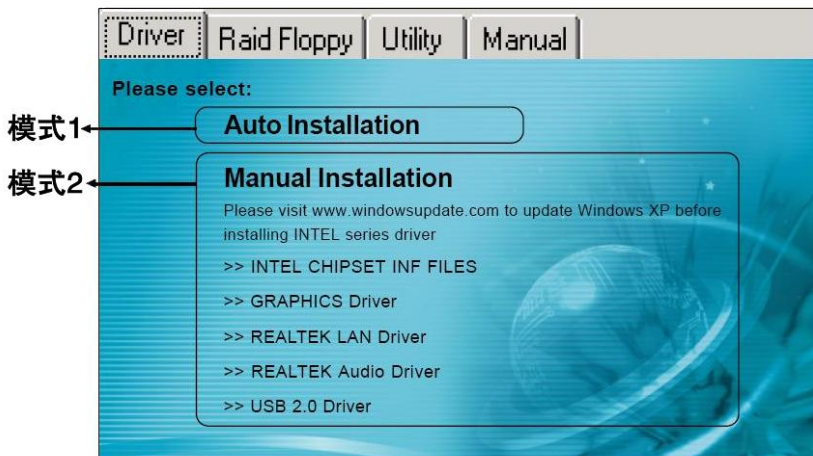 Driver Raid Floppy Utility Manual
Please select:
模式1 Auto Installation
模式2 Manual Installation
Please visit www.windowsupdate.com to update Windows XP before
installing INTEL series driver
>> INTEL CHIPSET INF FILES
>> GRAPHICS Driver
>> REALTEK LAN Driver
>> REALTEK Audio Driver
>> USB 2.0 Driver